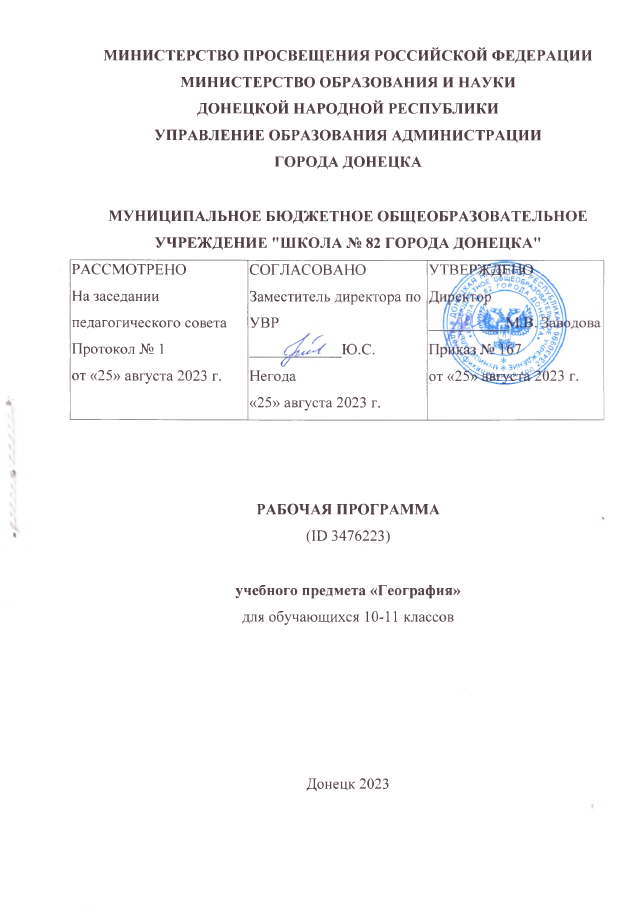 МИНИСТЕРСТВО ПРОСВЕЩЕНИЯ РОССИЙСКОЙ ФЕДЕРАЦИИ
МИНИСТЕРСТВО ОБРАЗОВАНИЯ И НАУКИ
ДОНЕЦКОЙ НАРОДНОЙ РЕСПУБЛИКИ
УПРАВЛЕНИЕ ОБРАЗОВАНИЯ АДМИНИСТРАЦИИ
ГОРОДА ДОНЕЦКА
МУНИЦИПАЛЬНОЕ БЮДЖЕТНОЕ ОБЩЕОБРАЗОВАТЕЛЬНОЕ
УЧРЕЖДЕНИЕ "ШКОЛА № 82 ГОРОДА ДОНЕЦКА"
РАССМОТРЕНО
На заседании
педагогического совета
Протокол № 1
от «25» августа 2023 г.
СОГЛАСОВАНО
Заместитель директора по
УВР
____________Ю.С.
Негода
«25» августа 2023 г.
УТВЕРЖДЕНО
Директор
__________М.В. Заводова
Приказ № 167
от «25» августа 2023 г.
РАБОЧАЯ ПРОГРАММА
(ID 3476223)
учебного предмета «География»
для обучающихся 10-11 классов
Донецк 2023